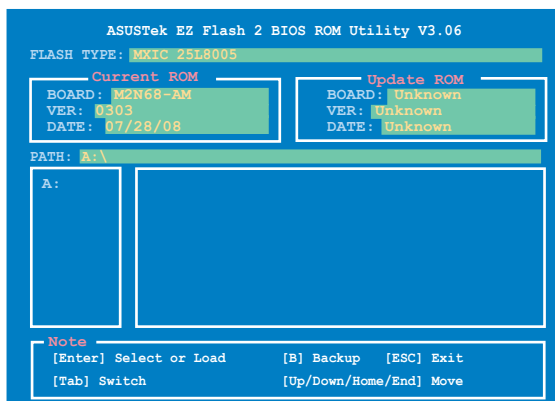 ASUSTek EZ Flash 2 BIOS ROM Utility V3.06
FLASH TYPE: MXIC 25L8005
Current ROM
BOARD: M2N68-AM
VER: 0303
DATE: 07/28/08
Update ROM
BOARD: Unknown
VER: Unknown
DATE: Unknown
PATH: A:\
A:
Note
[Enter] Select or Load [B] Backup [ESC] Exit
[Tab] Switch [Up/Down/Home/End] Move